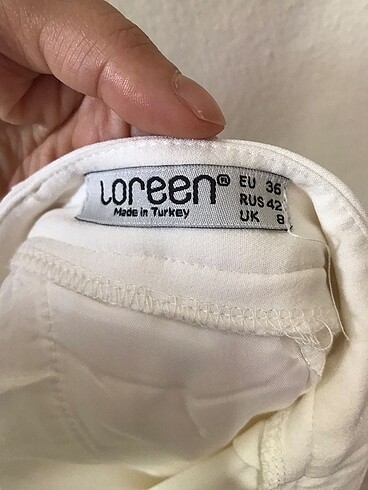 Loreen® EU 36
Made in Turkey RUS 42
UK 8